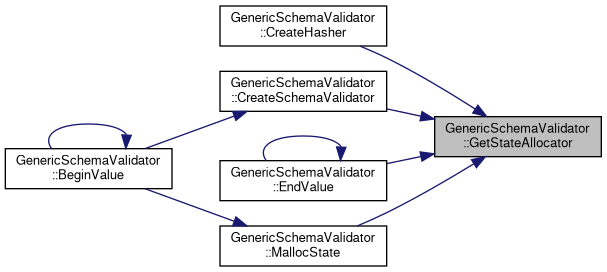 GenericSchemaValidator
::CreateHasher
GenericSchemaValidator
::CreateSchemaValidator
GenericSchemaValidator
::GetStateAllocator
GenericSchemaValidator
::BeginValue
GenericSchemaValidator
::EndValue
GenericSchemaValidator
::MallocState